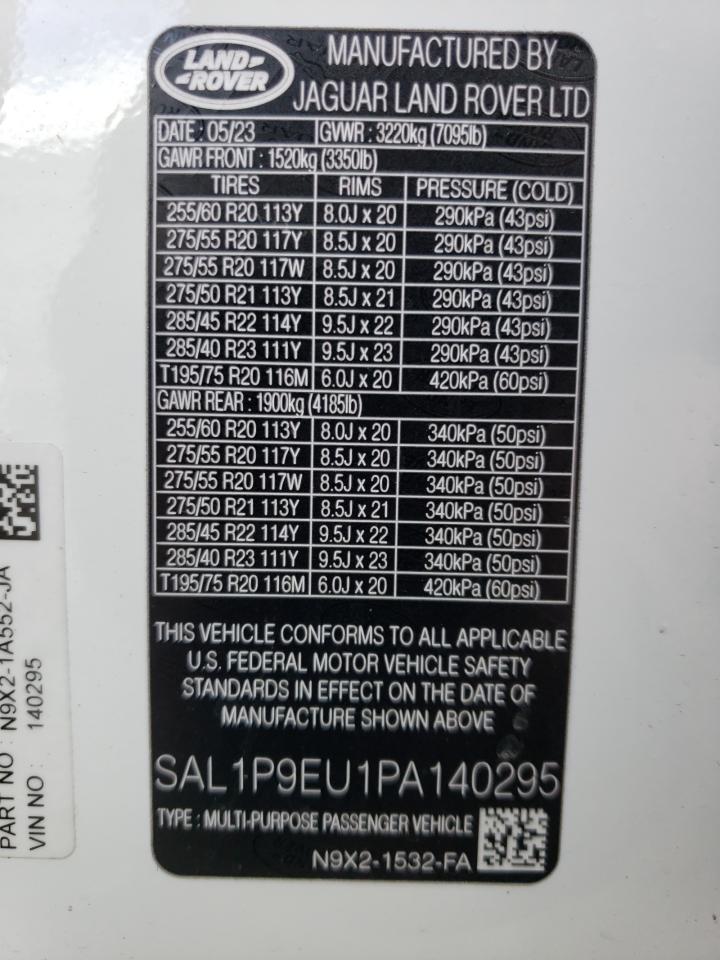 LAND-
-ROVER
MANUFACTURED BY
JAGUAR LAND ROVER LTD
DATE : 05/23 GVWR : 3220kg (7095lb)
GAWR FRONT : 1520kg (3350lb)
TIRES RIMS PRESSURE (COLD)
255/60 R20 113Y 8.0J x 20 290kPa (43psi)
275/55 R20 117Y 8.5J x 20 290kPa (43psi)
275/55 R20 117W 8.5J x 20 290kPa (43psi)
275/50 R21 113Y 8.5J x 21 290kPa (43psi)
285/45 R22 114Y 9.5J x 22 290kPa (43psi)
285/40 R23 111Y 9.5J x 23 290kPa (43psi)
T195/75 R20 116M 6.0J x 20 420kPa (60psi)
GAWR REAR : 1900kg (4185lb)
255/60 R20 113Y 8.0J x 20 340kPa (50psi)
275/55 R20 117Y 8.5J x 20 340kPa (50psi)
275/55 R20 117W 8.5J x 20 340kPa (50psi)
275/50 R21 113Y 8.5J x 21 340kPa (50psi)
285/45 R22 114Y 9.5J x 22 340kPa (50psi)
285/40 R23 111Y 9.5J x 23 340kPa (50psi)
T195/75 R20 116M 6.0J x 20 420kPa (60psi)
THIS VEHICLE CONFORMS TO ALL APPLICABLE
U.S. FEDERAL MOTOR VEHICLE SAFETY
STANDARDS IN EFFECT ON THE DATE OF
MANUFACTURE SHOWN ABOVE
SAL1P9EU1PA140295
TYPE : MULTI-PURPOSE PASSENGER VEHICLE
N9X2-1532-FA
PART NO : N9X2-1A552-JA
VIN NO : 140295